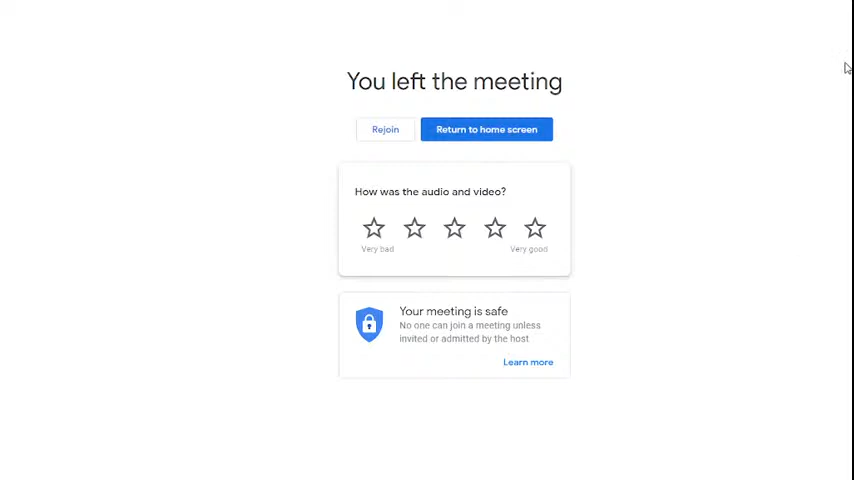 You left the meeting
Rejoin
Return to home screen
How was the audio and video?
Very bad
Very good
Your meeting is safe
No one can join a meeting unless
invited or admitted by the host
Learn more